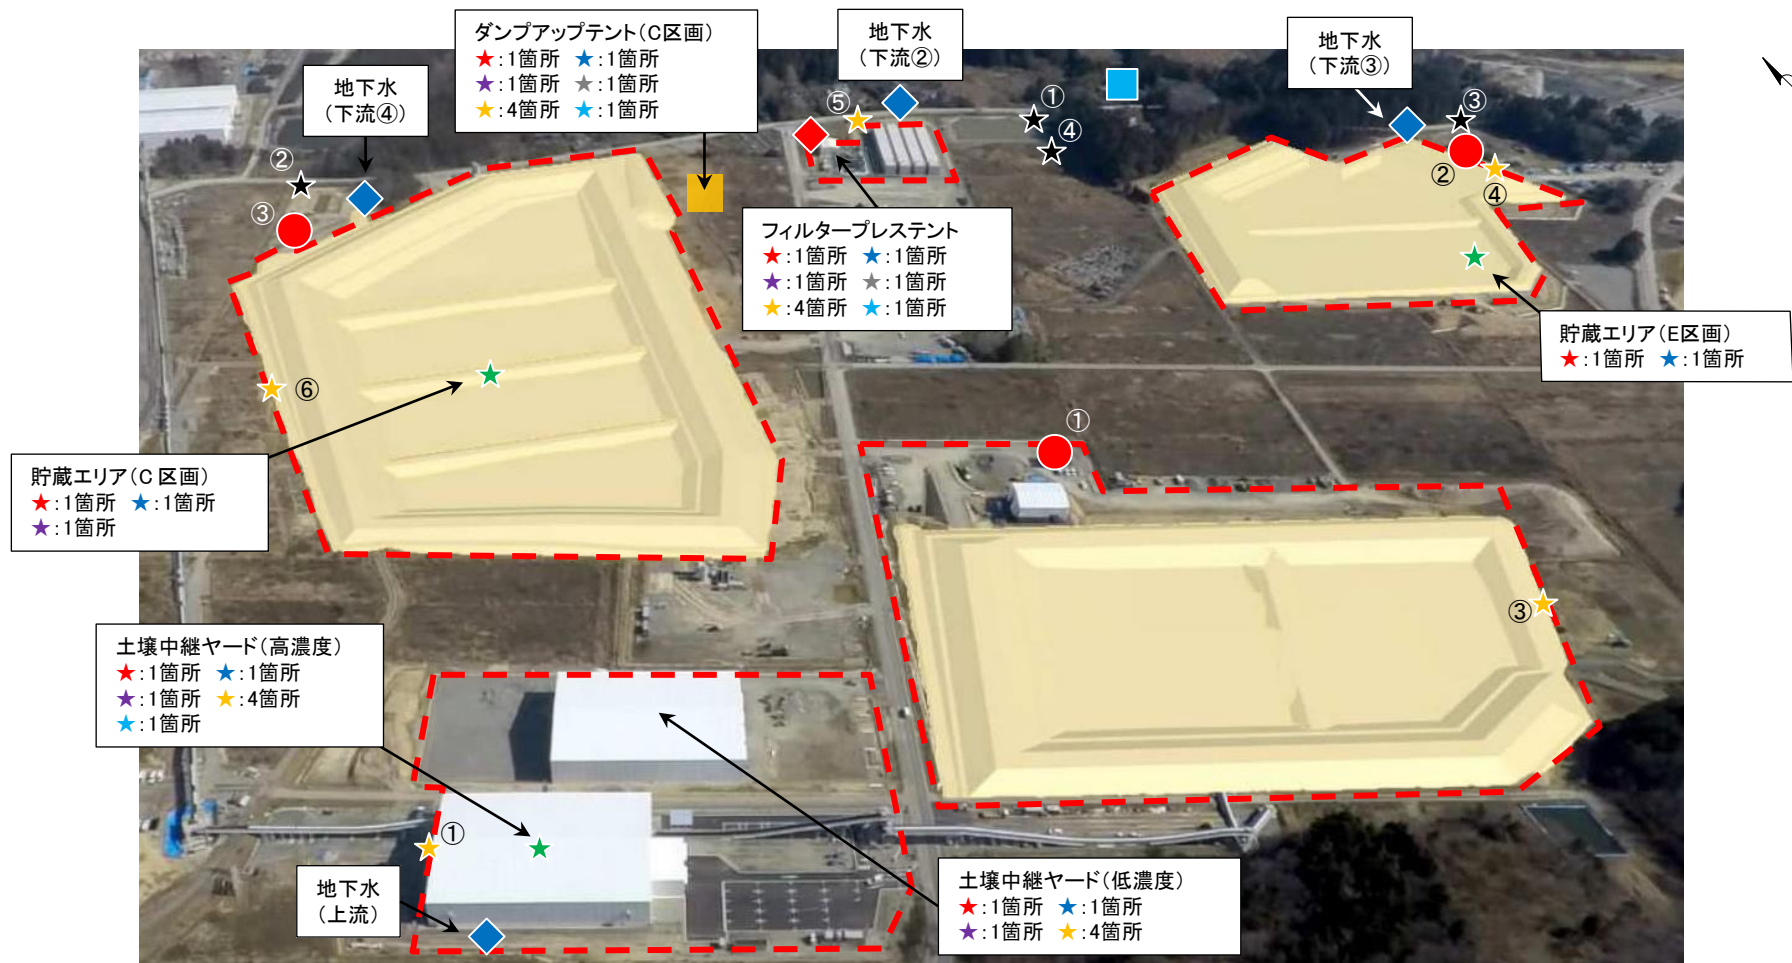 ダンプアップテント(C区画)
★:1箇所 ★:1箇所
★:1箇所 ★:1箇所
★:4箇所 ★:1箇所
地下水
(下流②)
地下水
(下流③)
地下水
(下流④)
⑤
①
④
③
②
④
②
③
フィルタープレステント
★:1箇所 ★:1箇所
★:1箇所 ★:1箇所
★:4箇所 ★:1箇所
貯蔵エリア(E区画)
★:1箇所 ★:1箇所
⑥
①
貯蔵エリア(C区画)
★:1箇所 ★:1箇所
★:1箇所
③
土壌中継ヤード(高濃度)
★:1箇所 ★:1箇所
★:1箇所 ★:4箇所
★:1箇所
①
地下水
(上流)
土壌中継ヤード(低濃度)
★:1箇所 ★:1箇所
★:1箇所 ★:4箇所